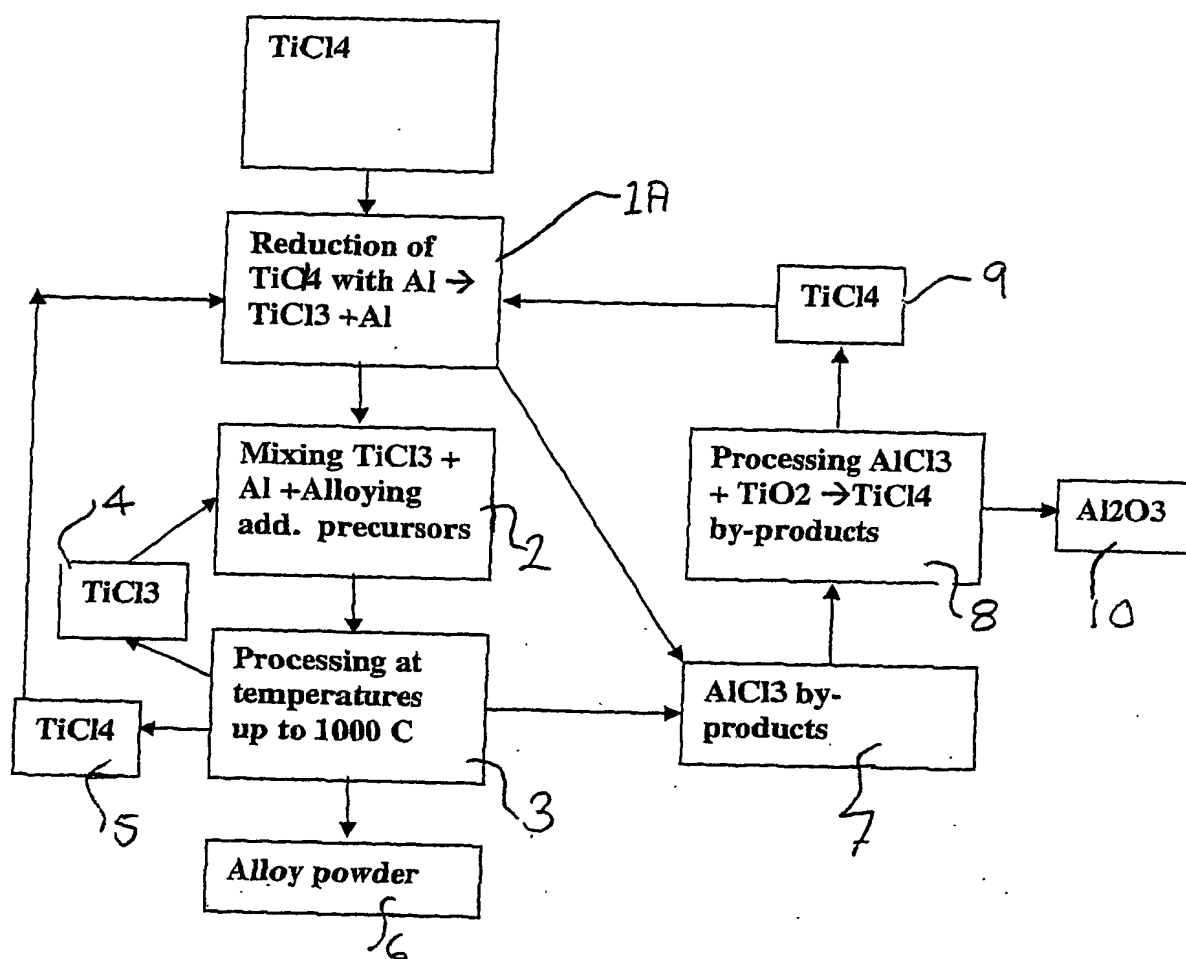 TiCl4
1A
Reduction of
TiCl4 with Al →
TiCl3 +Al
TiCl4
9
Mixing TiCl3 +
Al +Alloying
add. precursors
2
4
TiCl3
Processing AlCl3
+ TiO2 →TiCl4
by-products
8
Al2O3
10
Processing at
temperatures
up to 1000 C
3
TiCl4
5
AlCl3 by-
products
7
Alloy powder
6